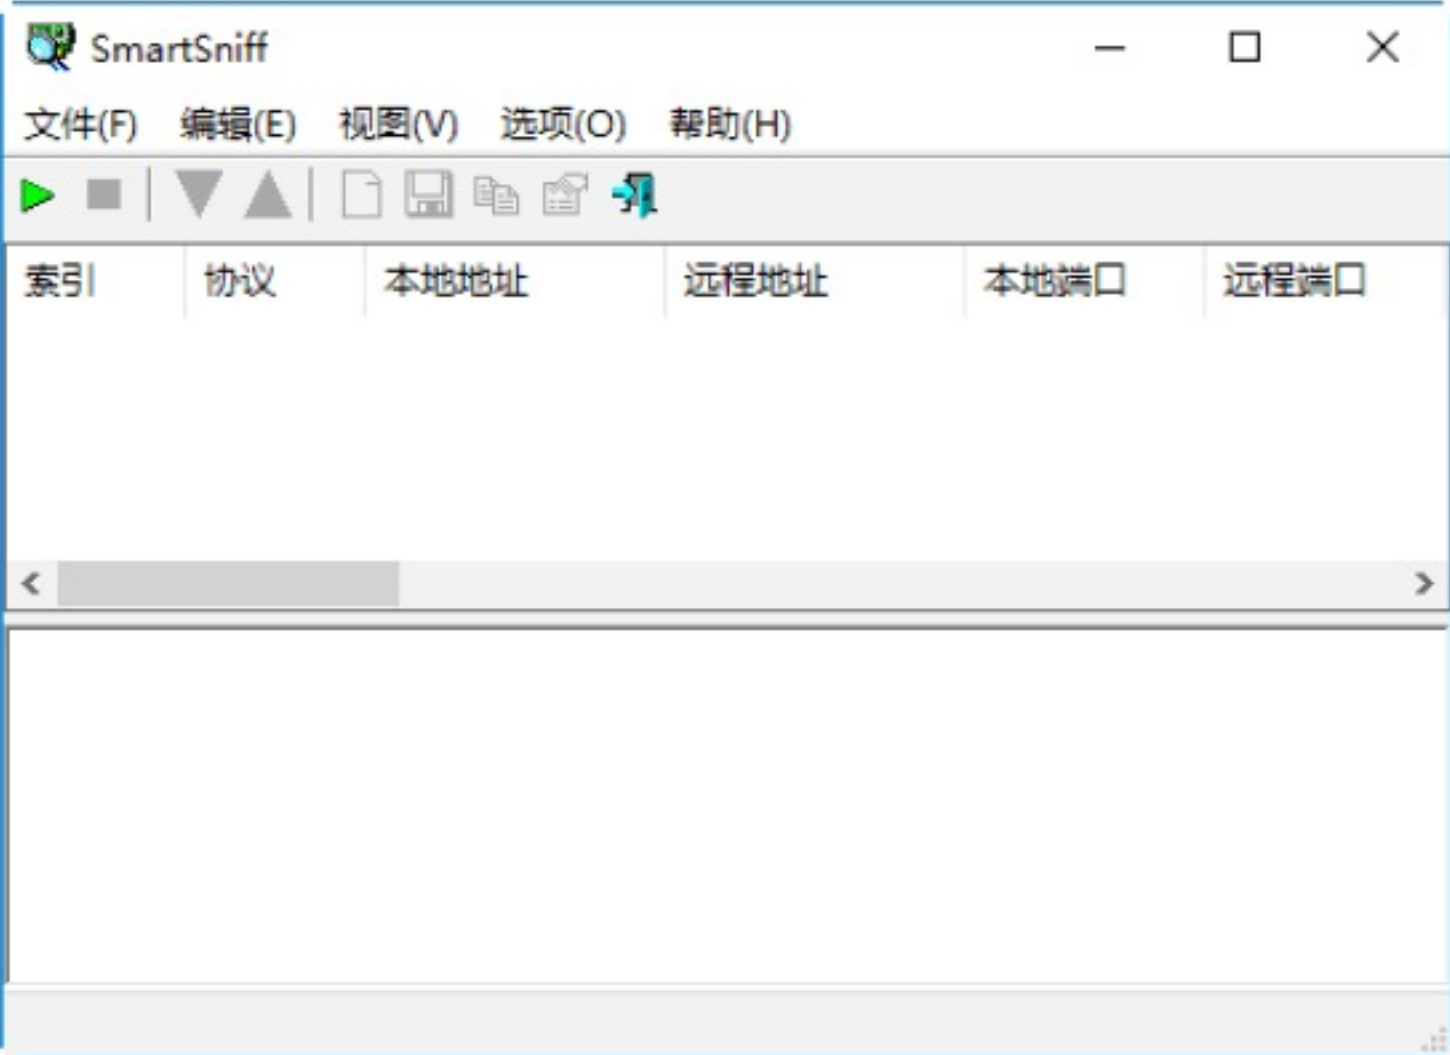 SmartSniff
文件(F) 编辑(E) 视图(V) 选项(O) 帮助(H)
索引 协议 本地地址 远程地址 本地端口 远程端口